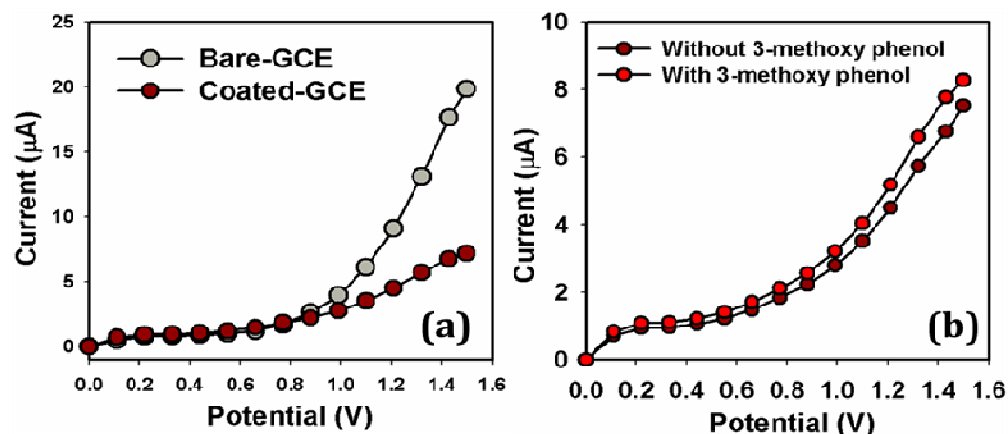 25
20
15
10
5
0
Current (µA)
Bare-GCE
Coated-GCE
(a)
0.0 0.2 0.4 0.6 0.8 1.0 1.2 1.4 1.6
Potential (V)
10
8
6
4
2
0
Current (µA)
Without 3-methoxy phenol
With 3-methoxy phenol
(b)
0.0 0.2 0.4 0.6 0.8 1.0 1.2 1.4 1.6
Potential (V)